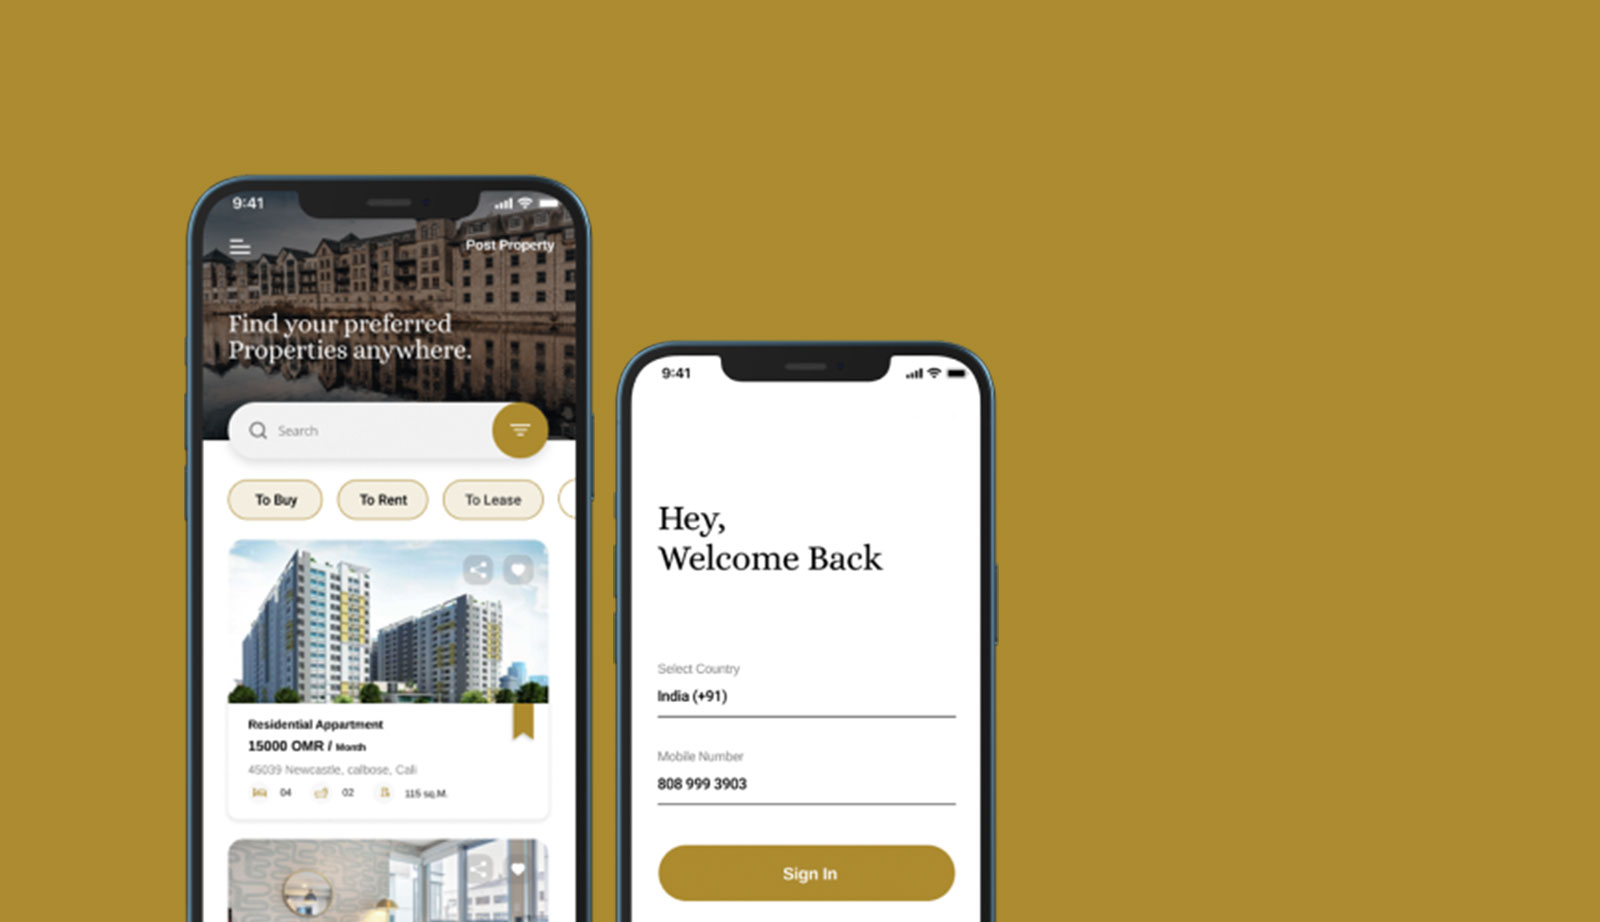 9:41
Post Property
Find your preferred
Properties anywhere.
Search
To Buy
To Rent
To Lease
Residential Appartment
15000 OMR / Month
45039 Newcastle, calbose, Cali
04
02
115 sq.M.
9:41
Hey,
Welcome Back
Select Country
India (+91)
Mobile Number
808 999 3903
Sign In